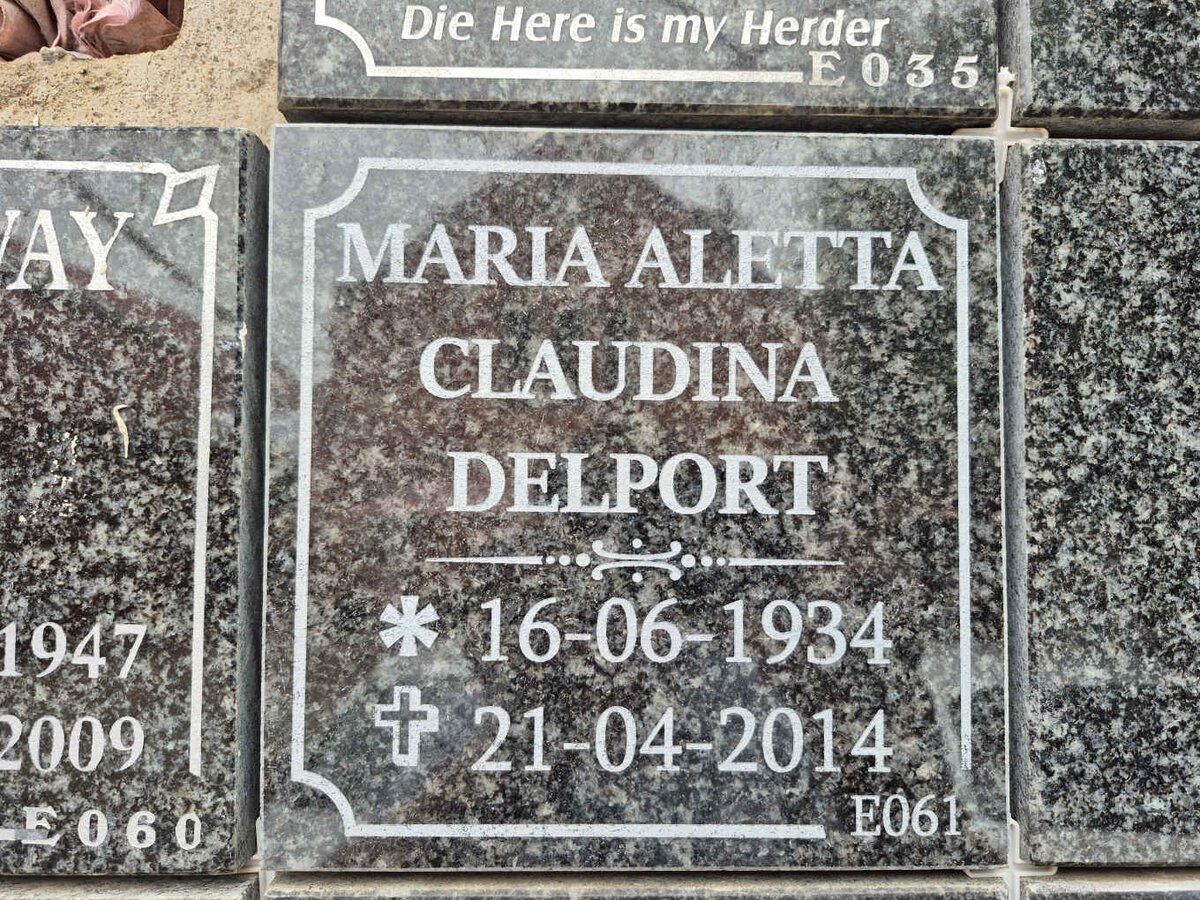 Die Here is my Herder
E035
1947
2009
E060
MARIA ALETTA
CLAUDINA
DELPORT
* 16-06-1934
✝ 21-04-2014
E061